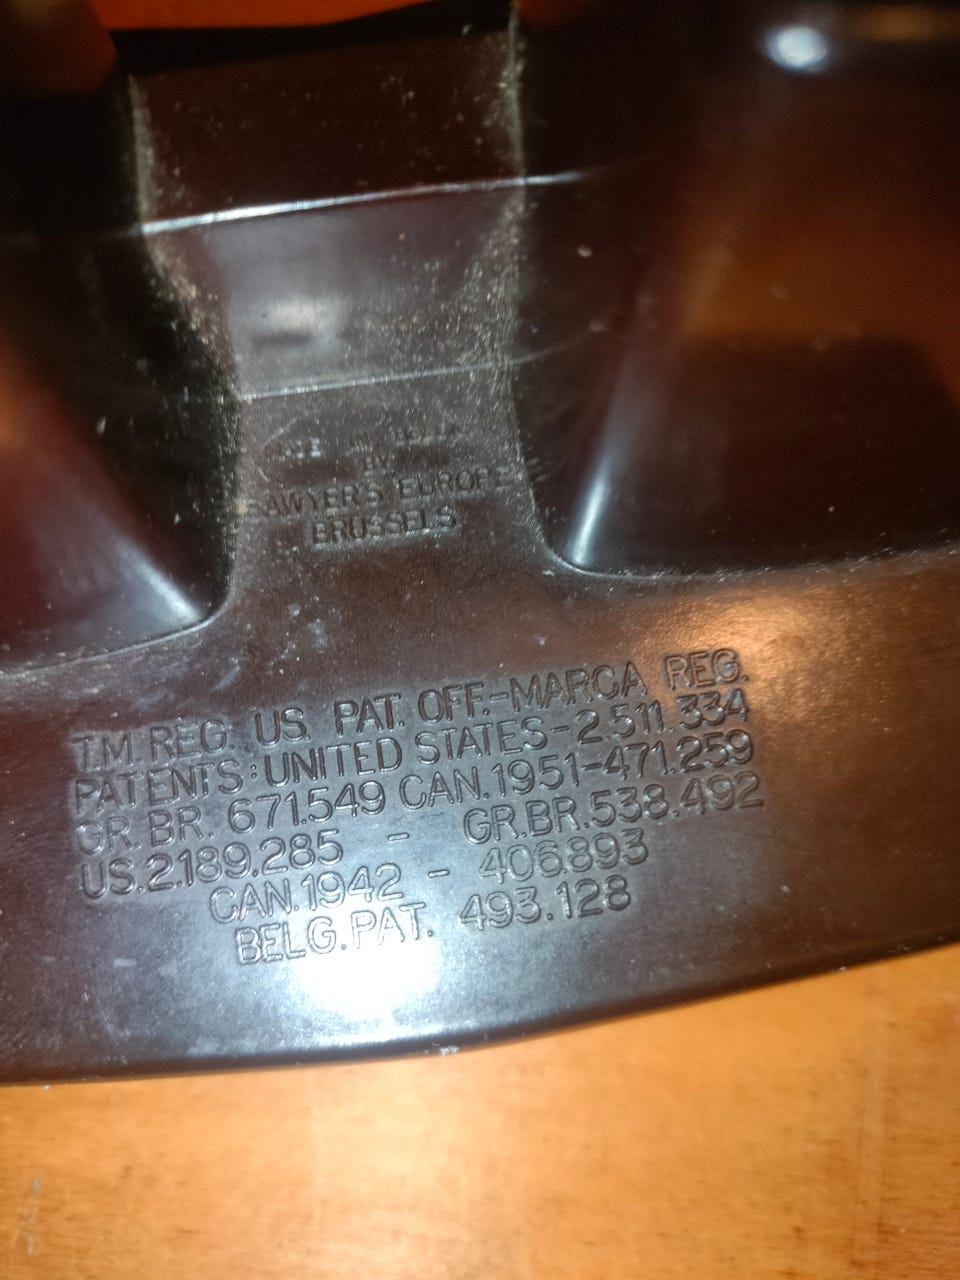 BY
SAWYER'S EUROPE
BRUSSELS
T.M. REG. US. PAT. OFF.-MARCA REG.
PATENTS: UNITED STATES-2.511.334
GR. BR. 671.549 CAN.1951-471.259
US.2.189.285 - GR.BR.538.492
CAN.1942 - 406.893
BELG.PAT. 493.128